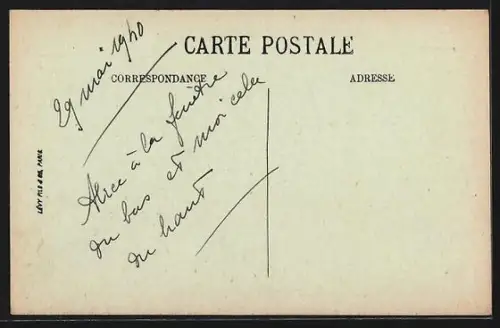 CARTE POSTALE
CORRESPONDANCE
ADRESSE
29 mai 1940
Alice à la fenêtre
du bas et moi celle
du haut
LÉVY FILS & Cie, PARIS